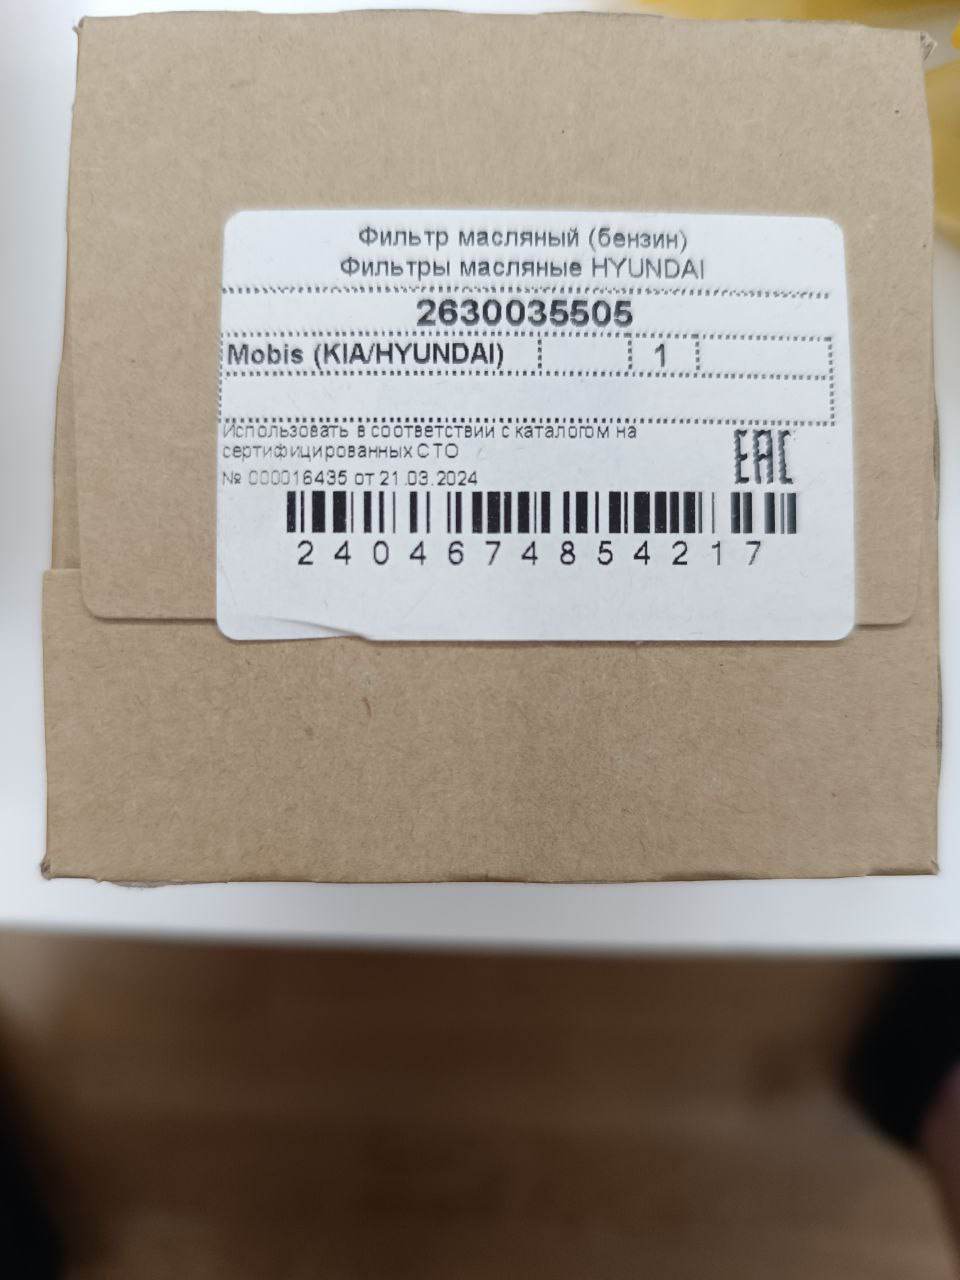 Фильтр масляный (бензин)
Фильтры масляные HYUNDAI
2630035505
Mobis (KIA/HYUNDAI) 1
Использовать в соответствии с каталогом на
сертифицированных СТО
№ 000016435 от 21.03.2024
EAC
2404674854217